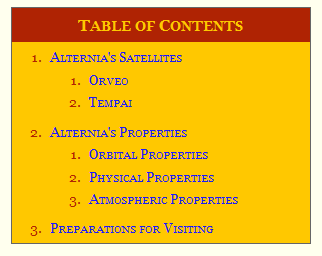 Table of Contents
1. Alternia's Satellites
1. Orveo
2. Tempai
2. Alternia's Properties
1. Orbital Properties
2. Physical Properties
3. Atmospheric Properties
3. Preparations for Visiting